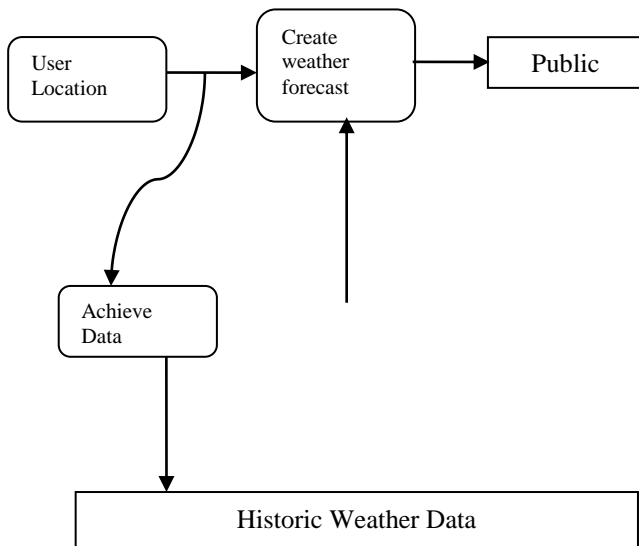 User
Location
Create
weather
forecast
Public
Achieve
Data
Historic Weather Data